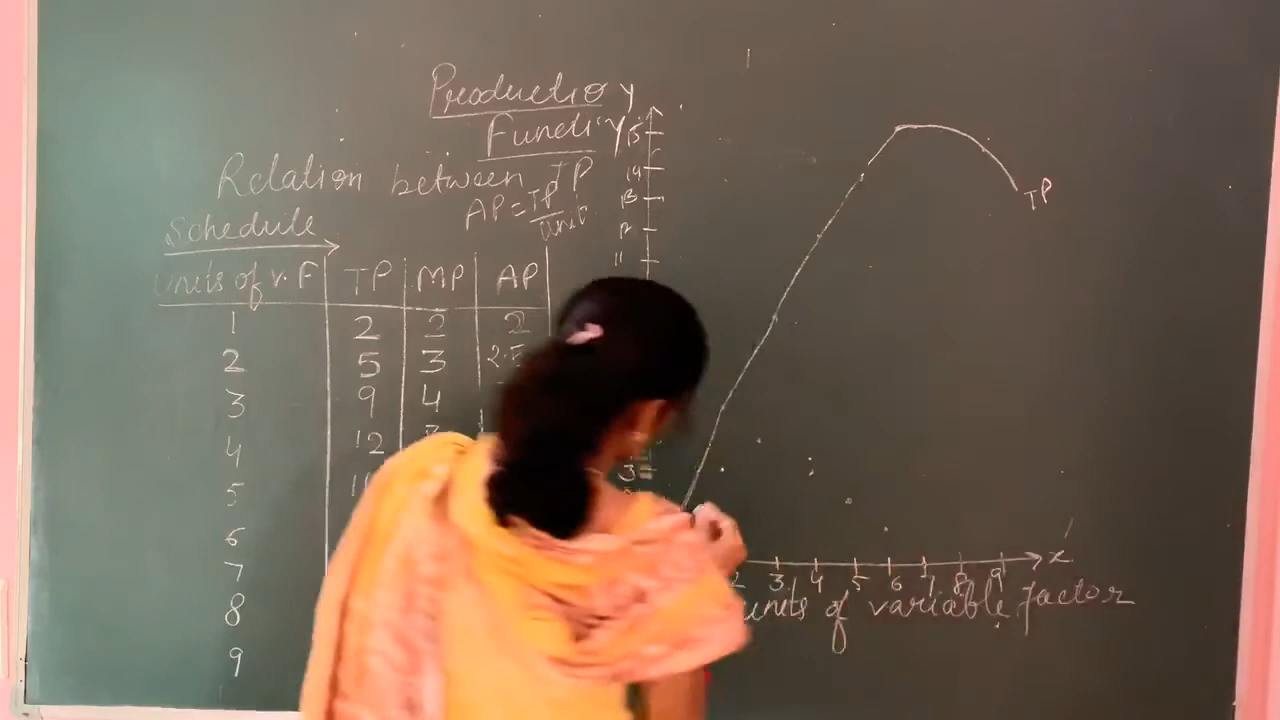 Production
Functi
Relation between TP
AP = TP
unit
Schedule
Units of V.F TP MP AP
1 2 2 2
2 5 3 2.5
3 9 4
4 12
5
6
7
8
9
Y
Y
15
14
13
12
11
3
TP
2 3 4 5 6 7 8 9 x
units of variable factor